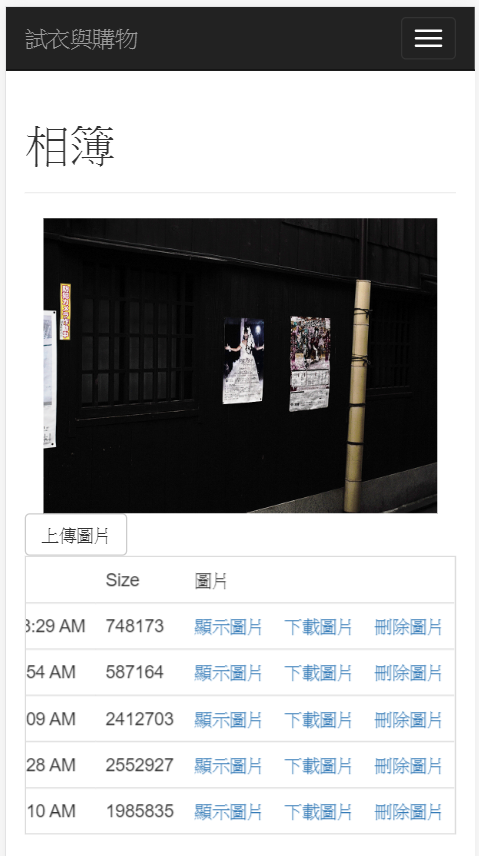 試衣與購物
相簿
上傳圖片
Size 圖片
:29 AM 748173 顯示圖片 下載圖片 刪除圖片
54 AM 587164 顯示圖片 下載圖片 刪除圖片
09 AM 2412703 顯示圖片 下載圖片 刪除圖片
28 AM 2552927 顯示圖片 下載圖片 刪除圖片
10 AM 1985835 顯示圖片 下載圖片 刪除圖片